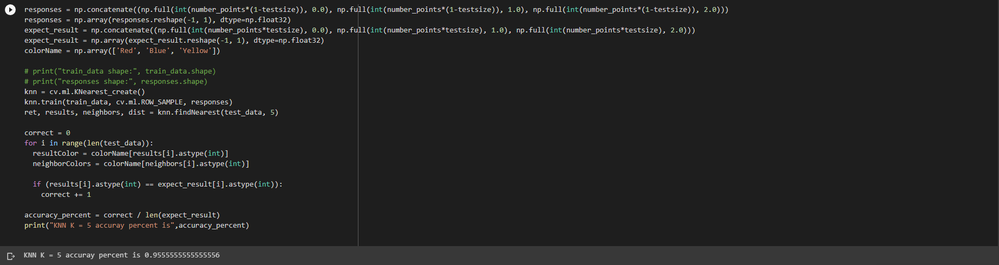 responses = np.concatenate((np.full(int(number_points*(1-testsize)), 0.0), np.full(int(number_points*(1-testsize)), 1.0), np.full(int(number_points*(1-testsize)), 2.0)))
responses = np.array(responses.reshape(-1, 1), dtype=np.float32)
expect_result = np.concatenate((np.full(int(number_points*testsize), 0.0), np.full(int(number_points*testsize), 1.0), np.full(int(number_points*testsize), 2.0)))
expect_result = np.array(expect_result.reshape(-1, 1), dtype=np.float32)
colorName = np.array(['Red', 'Blue', 'Yellow'])
# print("train_data shape:", train_data.shape)
# print("responses shape:", responses.shape)
knn = cv.ml.KNearest_create()
knn.train(train_data, cv.ml.ROW_SAMPLE, responses)
ret, results, neighbors, dist = knn.findNearest(test_data, 5)
correct = 0
for i in range(len(test_data)):
  resultColor = colorName[results[i].astype(int)]
  neighborColors = colorName[neighbors[i].astype(int)]
  if (results[i].astype(int) == expect_result[i].astype(int)):
    correct += 1
accuracy_percent = correct / len(expect_result)
print("KNN K = 5 accuray percent is",accuracy_percent)
KNN K = 5 accuray percent is 0.9555555555555556